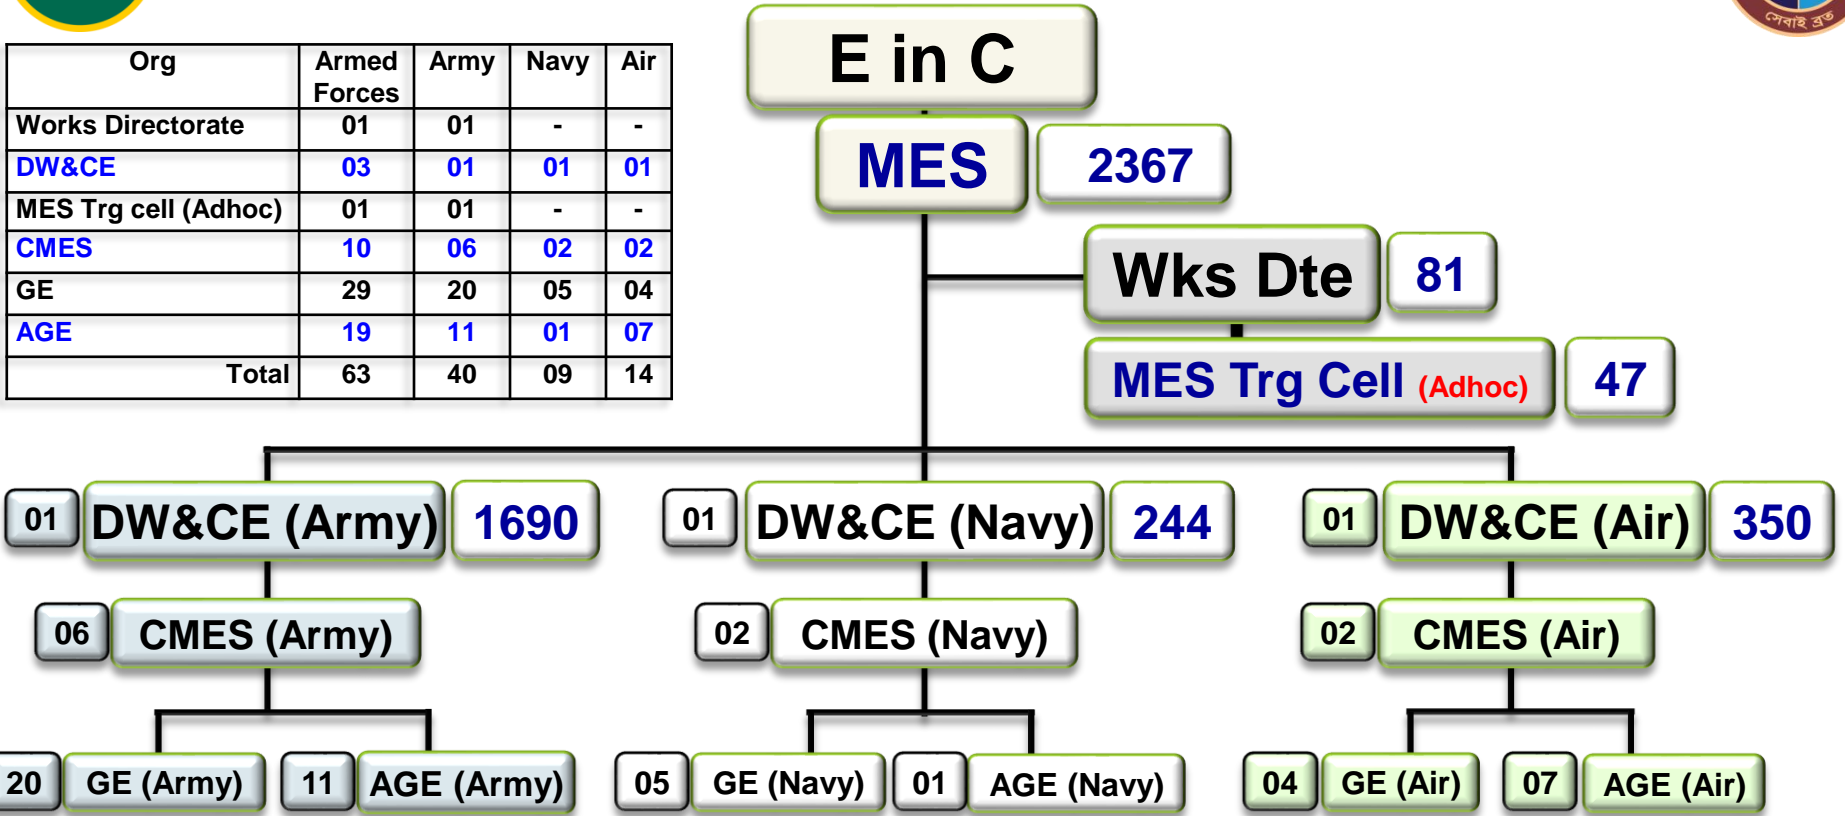 সেবাই ব্রত
Org Armed Forces Army Navy Air
Works Directorate 01 01 - -
DW&CE 03 01 01 01
MES Trg cell (Adhoc) 01 01 - -
CMES 10 06 02 02
GE 29 20 05 04
AGE 19 11 01 07
Total 63 40 09 14
E in C
MES 2367
Wks Dte 81
MES Trg Cell (Adhoc) 47
01 DW&CE (Army) 1690 01 DW&CE (Navy) 244 01 DW&CE (Air) 350
06 CMES (Army) 02 CMES (Navy) 02 CMES (Air)
20 GE (Army) 11 AGE (Army) 05 GE (Navy) 01 AGE (Navy) 04 GE (Air) 07 AGE (Air)